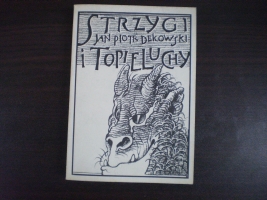 STRZYGI
JAN PIOTR DEKOWSKI
i TOPIELUCHY